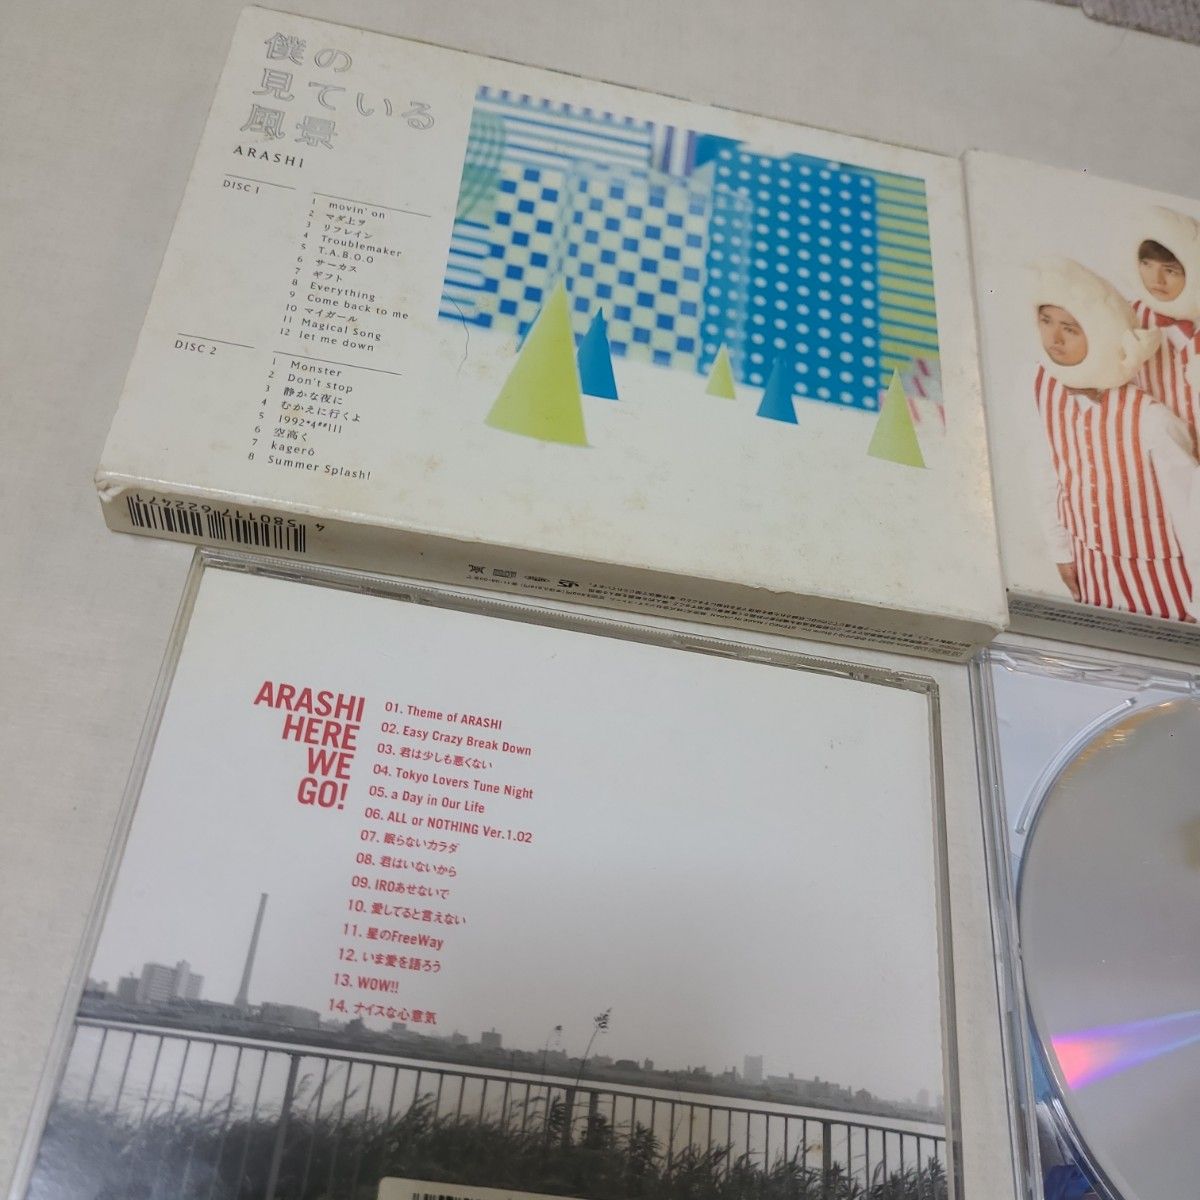 僕の
見ている
風景
ARASHI
DISC 1
1 movin' on
2 マダ上ヲ
3 リフレイン
4 Troublemaker
5 T.A.B.O.O
6 サーカス
7 ギフト
8 Everything
9 Come back to me
10 マイガール
11 Magical Song
12 let me down
DISC 2
1 Monster
2 Don't stop
3 静かな夜に
4 むかえに行くよ
5 1992*4##111
6 空高く
7 kagerō
8 Summer Splash!
4 580117 622471
ARASHI
HERE
WE
GO!
01. Theme of ARASHI
02. Easy Crazy Break Down
03. 君は少しも悪くない
04. Tokyo Lovers Tune Night
05. a Day in Our Life
06. ALL or NOTHING Ver.1.02
07. 眠らないカラダ
08. 君はいないから
09. IROあせないで
10. 愛してると言えない
11. 星のFreeWay
12. いま愛を語ろう
13. WOW!!
14. ナイスな心意気